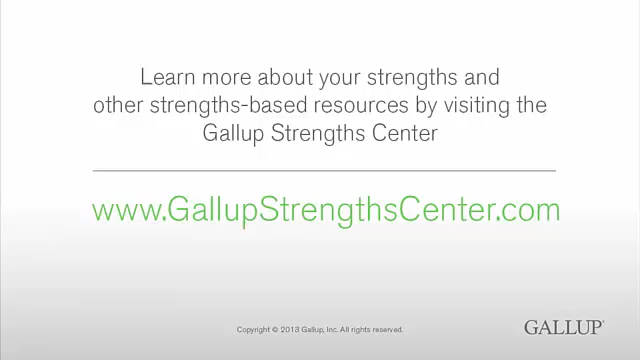 Learn more about your strengths and
other strengths-based resources by visiting the
Gallup Strengths Center
www.GallupStrengthsCenter.com
Copyright © 2013 Gallup, Inc. All rights reserved.
GALLUP®